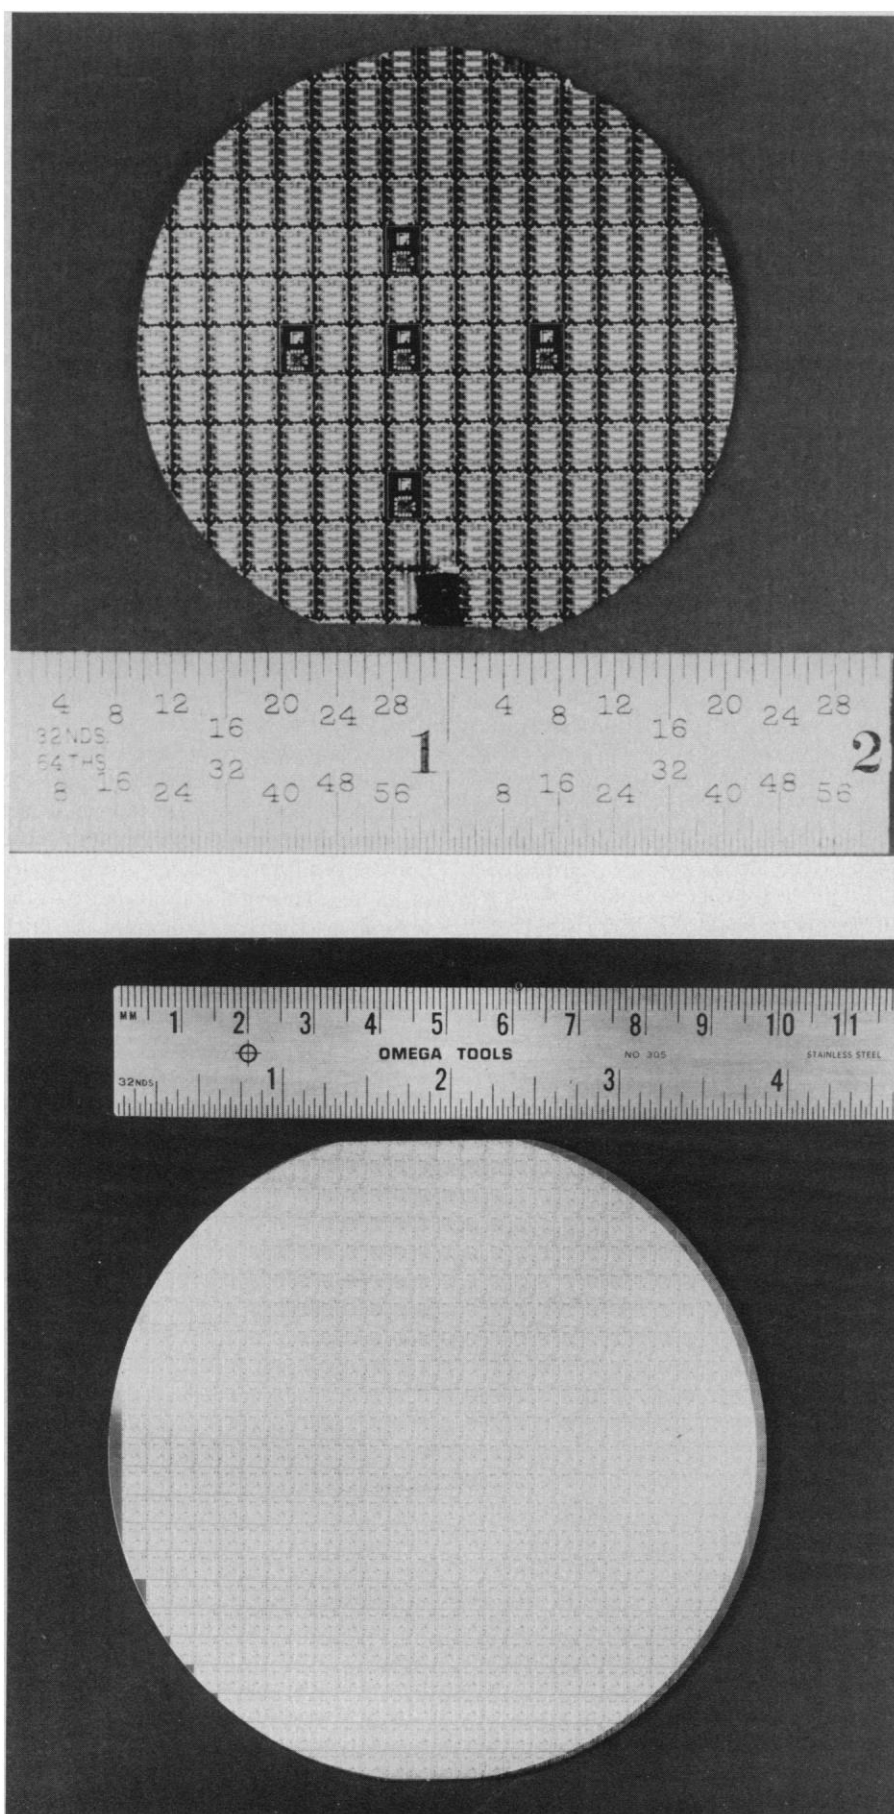 4 8 12 16 20 24 28 1 4 8 12 16 20 24 28 2
32NDS
64THS
8 16 24 32 40 48 56 8 16 24 32 40 48 56
MM 1 2 3 4 5 6 7 8 9 10 11
OMEGA TOOLS NO 305 STAINLESS STEEL
32NDS 1 2 3 4